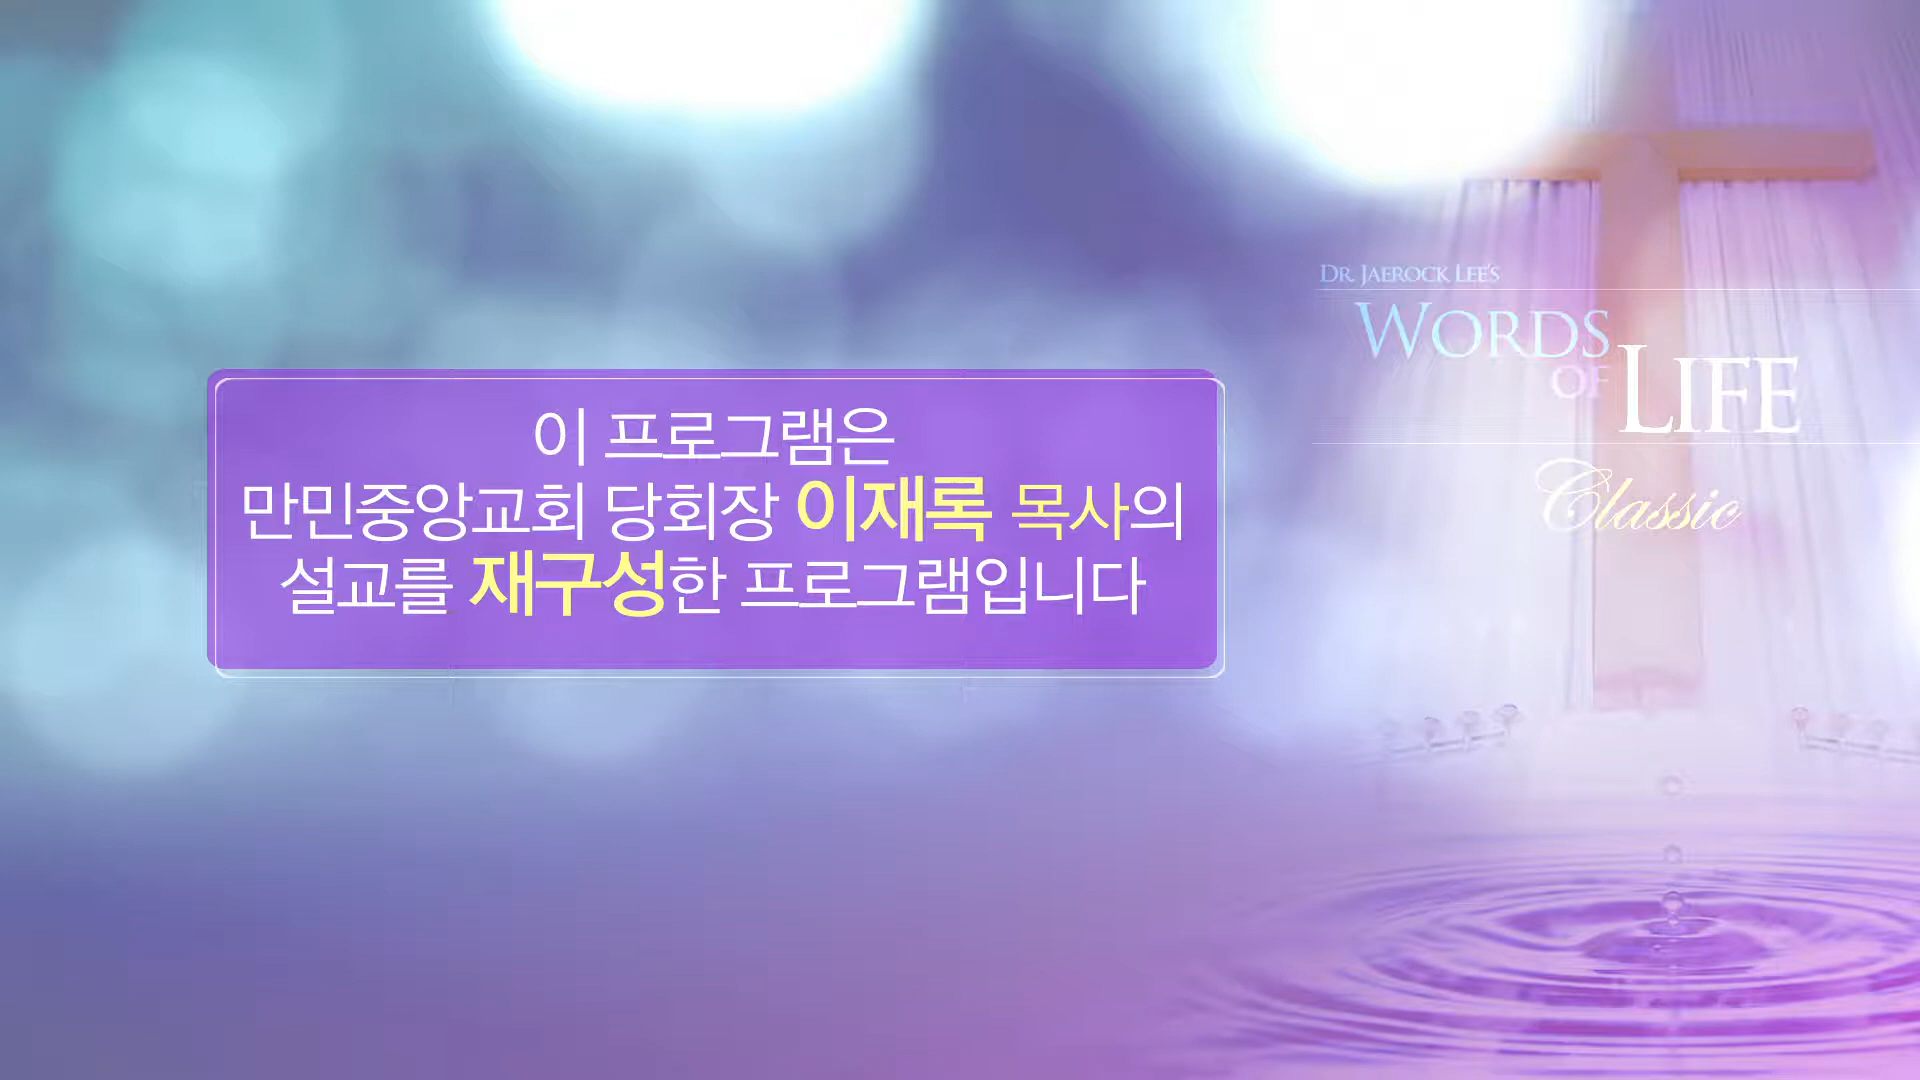 이 프로그램은
만민중앙교회 당회장 이재록 목사의
설교를 재구성한 프로그램입니다
DR. JAEROCK LEE'S
WORDS
OF LIFE
Classic